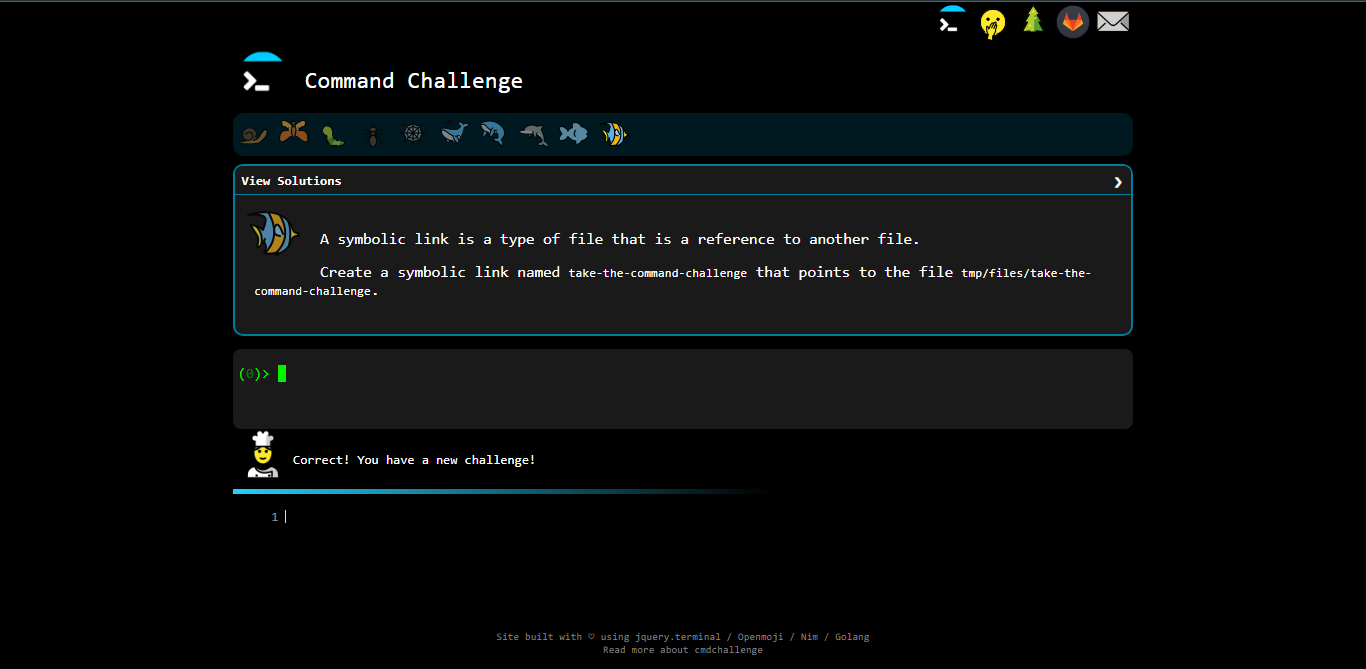 Command Challenge
View Solutions ❯
A symbolic link is a type of file that is a reference to another file.
Create a symbolic link named take-the-command-challenge that points to the file tmp/files/take-the-
command-challenge.
(0)>
Correct! You have a new challenge!
1
Site built with ♡ using jquery.terminal / Openmoji / Nim / Golang
Read more about cmdchallenge